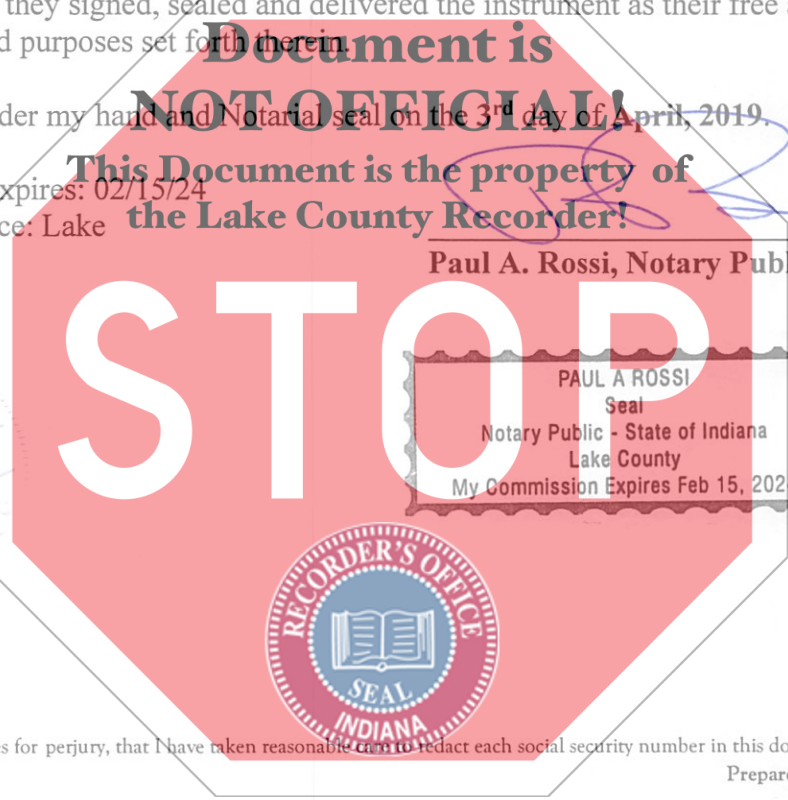 they signed, sealed and delivered the instrument as their free
d purposes set forth therein.
Document is
NOT OFFICIAL!
der my hand and Notarial seal on the 3rd day of April, 2019.
This Document is the property of
the Lake County Recorder!
xpires: 02/15/24
ce: Lake
Paul A. Rossi, Notary Publ
STOP
PAUL A ROSSI
Seal
Notary Public - State of Indiana
Lake County
My Commission Expires Feb 15, 202
RECORDER'S OFFICE
SEAL
INDIANA
es for perjury, that I have taken reasonable care to redact each social security number in this do
Prepare